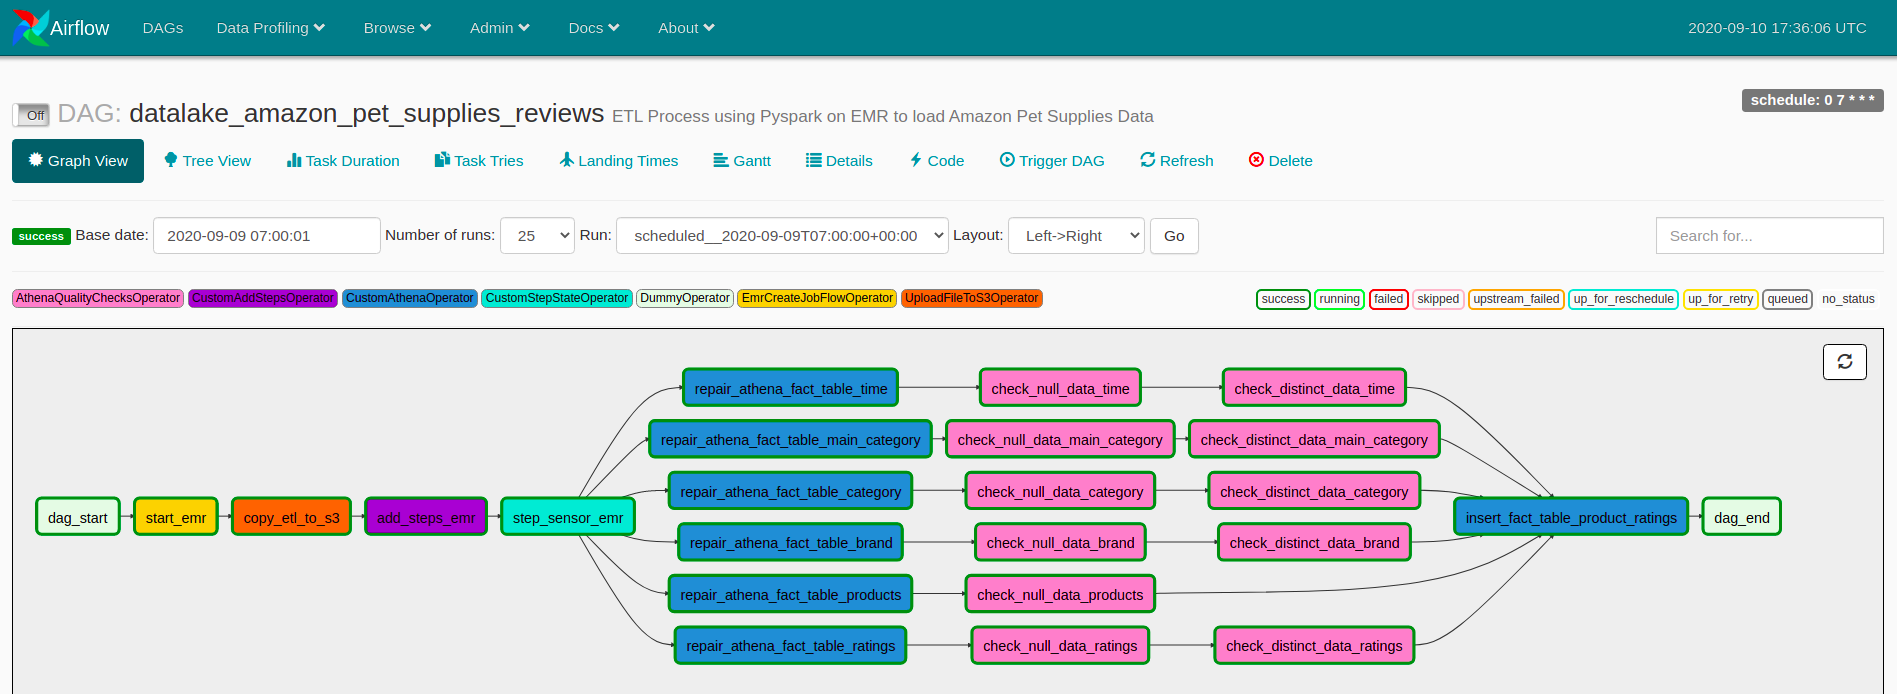 Airflow DAGs Data Profiling Browse Admin Docs About 2020-09-10 17:36:06 UTC
schedule: 0 7 * * *
Off DAG: datalake_amazon_pet_supplies_reviews ETL Process using Pyspark on EMR to load Amazon Pet Supplies Data
Graph View Tree View Task Duration Task Tries Landing Times Gantt Details Code Trigger DAG Refresh Delete
success Base date: 2020-09-09 07:00:01 Number of runs: 25 Run: scheduled__2020-09-09T07:00:00+00:00 Layout: Left->Right Go Search for...
AthenaQualityChecksOperator CustomAddStepsOperator CustomAthenaOperator CustomStepStateOperator DummyOperator EmrCreateJobFlowOperator UploadFileToS3Operator success running failed skipped upstream_failed up_for_reschedule up_for_retry queued no_status
repair_athena_fact_table_time check_null_data_time check_distinct_data_time
repair_athena_fact_table_main_category check_null_data_main_category check_distinct_data_main_category
repair_athena_fact_table_category check_null_data_category check_distinct_data_category
dag_start start_emr copy_etl_to_s3 add_steps_emr step_sensor_emr insert_fact_table_product_ratings dag_end
repair_athena_fact_table_brand check_null_data_brand check_distinct_data_brand
repair_athena_fact_table_products check_null_data_products
repair_athena_fact_table_ratings check_null_data_ratings check_distinct_data_ratings